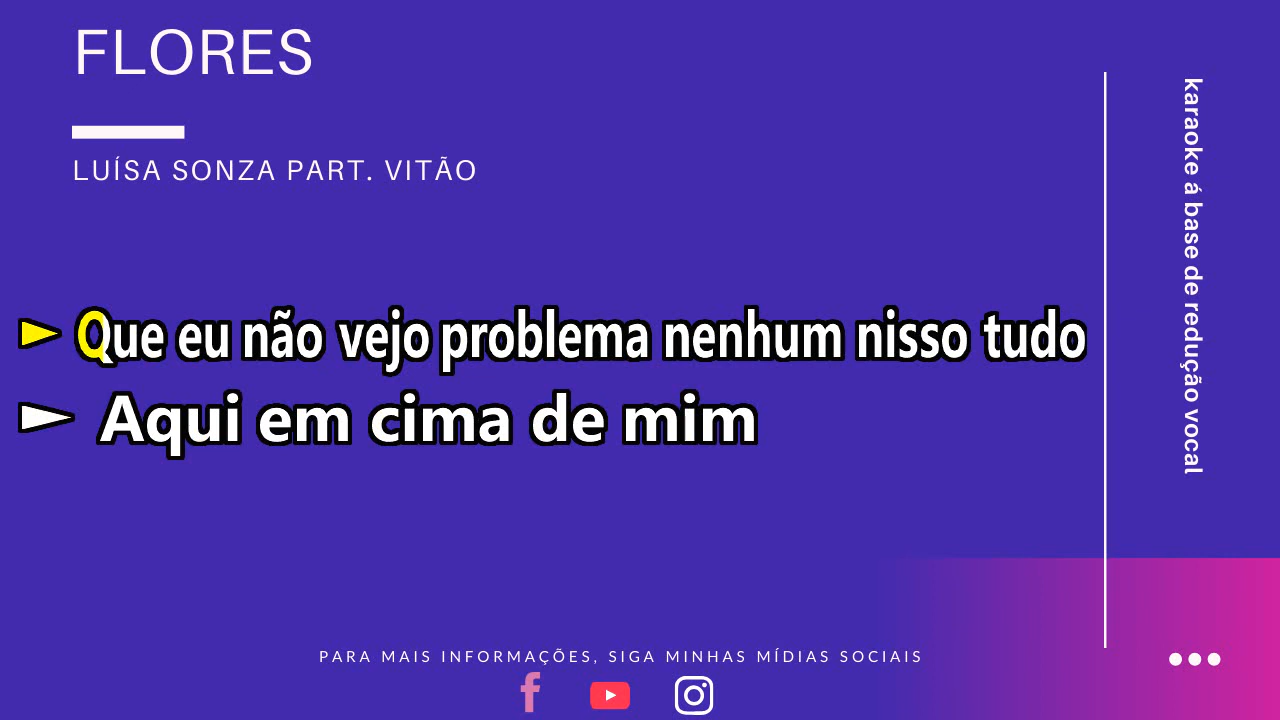 FLORES
LUÍSA SONZA PART. VITÃO
Que eu não vejo problema nenhum nisso tudo
Aqui em cima de mim
karaoke á base de redução vocal
PARA MAIS INFORMAÇÕES, SIGA MINHAS MÍDIAS SOCIAIS